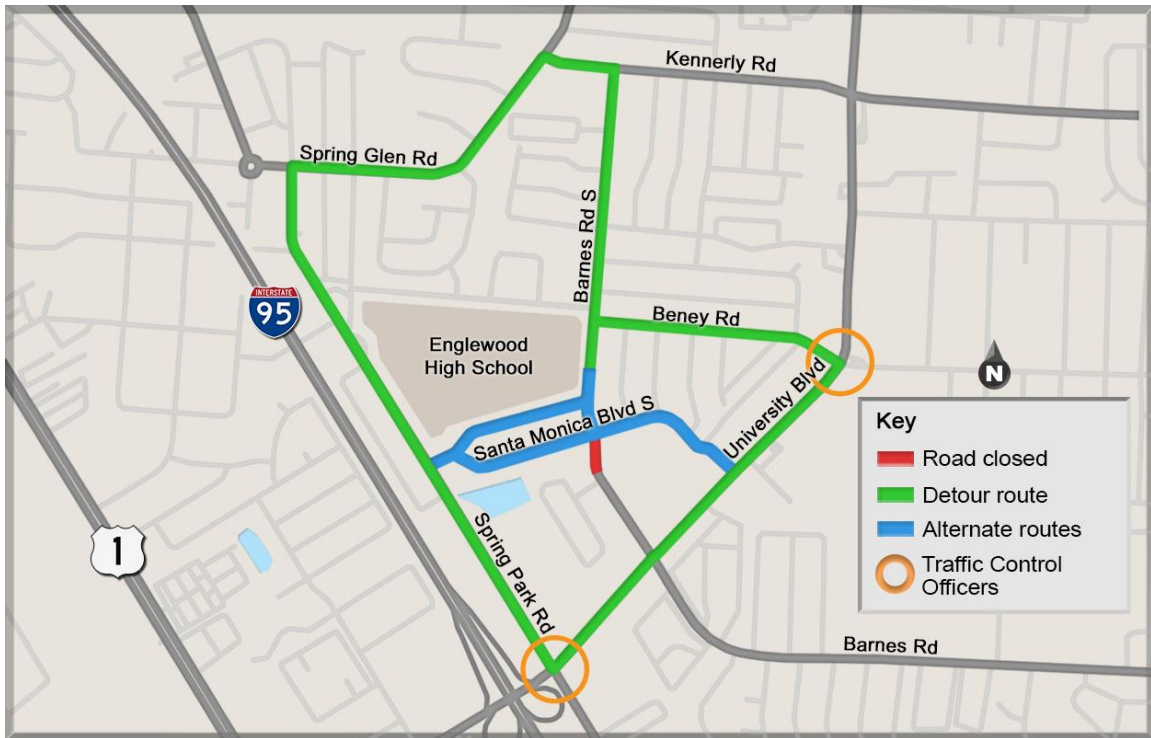 Kennerly Rd
Spring Glen Rd
Barnes Rd S
INTERSTATE
95
Beney Rd
Englewood
High School
N
University Blvd
Santa Monica Blvd S
Key
Road closed
Detour route
Alternate routes
Traffic Control
Officers
1
Spring Park Rd
Barnes Rd